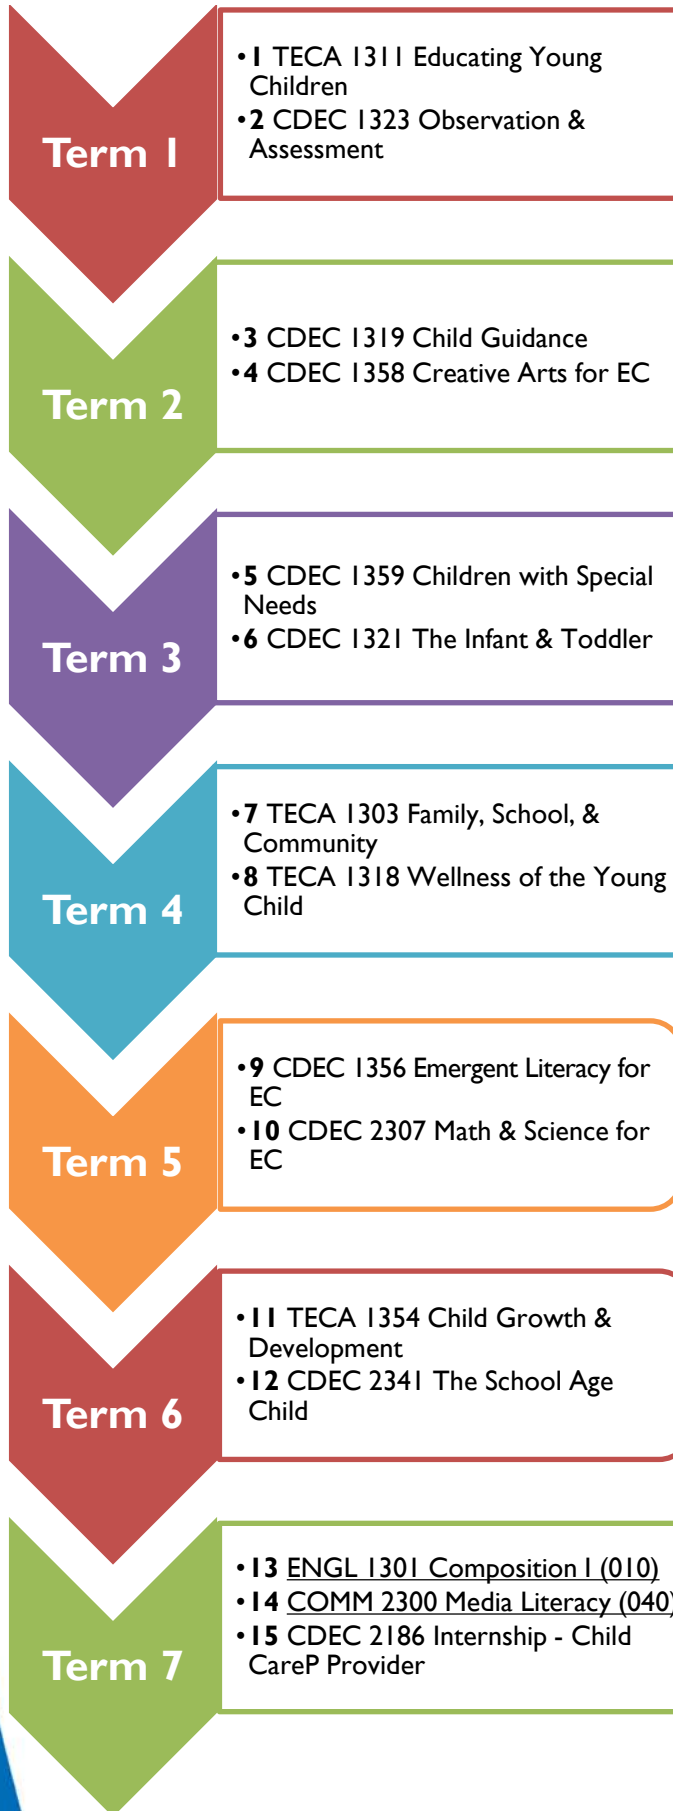 Term 1
•1 TECA 1311 Educating Young
Children
•2 CDEC 1323 Observation &
Assessment
Term 2
•3 CDEC 1319 Child Guidance
•4 CDEC 1358 Creative Arts for EC
Term 3
•5 CDEC 1359 Children with Special
Needs
•6 CDEC 1321 The Infant & Toddler
Term 4
•7 TECA 1303 Family, School, &
Community
•8 TECA 1318 Wellness of the Young
Child
Term 5
•9 CDEC 1356 Emergent Literacy for
EC
•10 CDEC 2307 Math & Science for
EC
Term 6
•11 TECA 1354 Child Growth &
Development
•12 CDEC 2341 The School Age
Child
Term 7
•13 ENGL 1301 Composition I (010)
•14 COMM 2300 Media Literacy (040)
•15 CDEC 2186 Internship - Child
CareP Provider